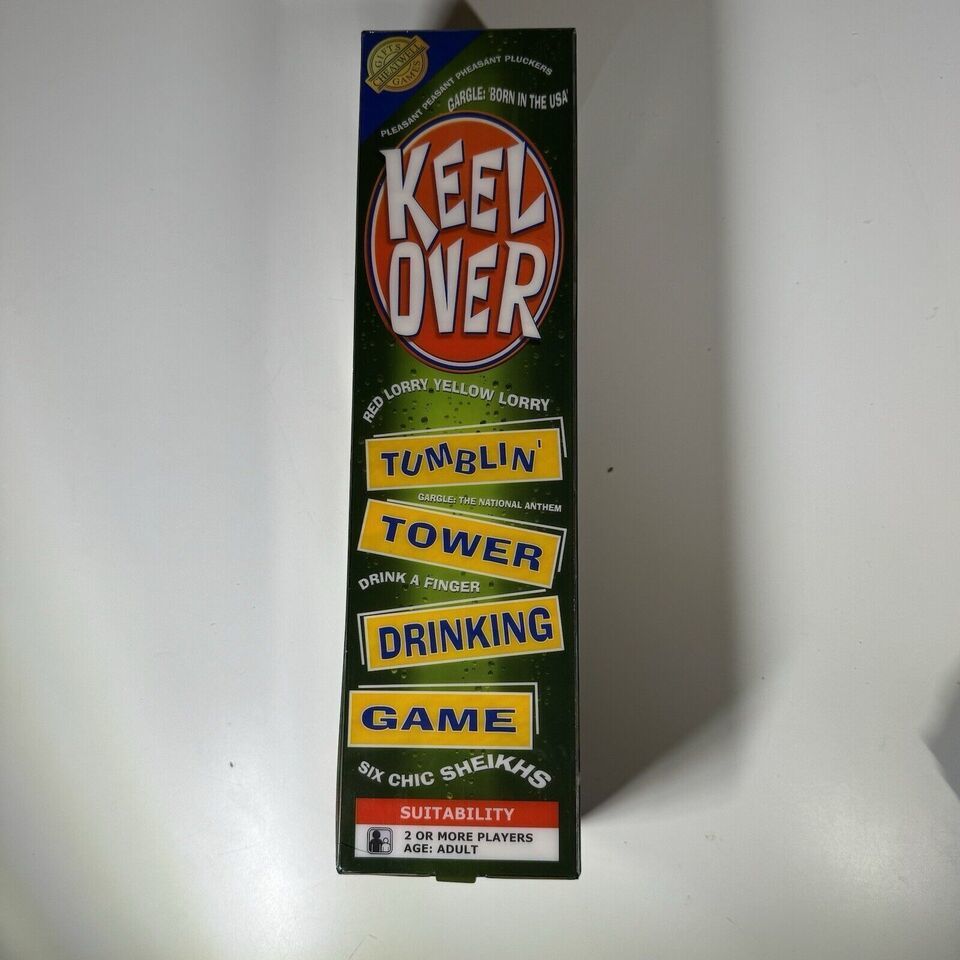 GIFTS
CHEATWELL
GAMES
PLEASANT PEASANT PHEASANT PLUCKERS
GARGLE: 'BORN IN THE USA'
KEEL
OVER
RED LORRY YELLOW LORRY
TUMBLIN'
GARGLE: THE NATIONAL ANTHEM
TOWER
DRINK A FINGER
DRINKING
GAME
SIX CHIC SHEIKHS
SUITABILITY
2 OR MORE PLAYERS
AGE: ADULT